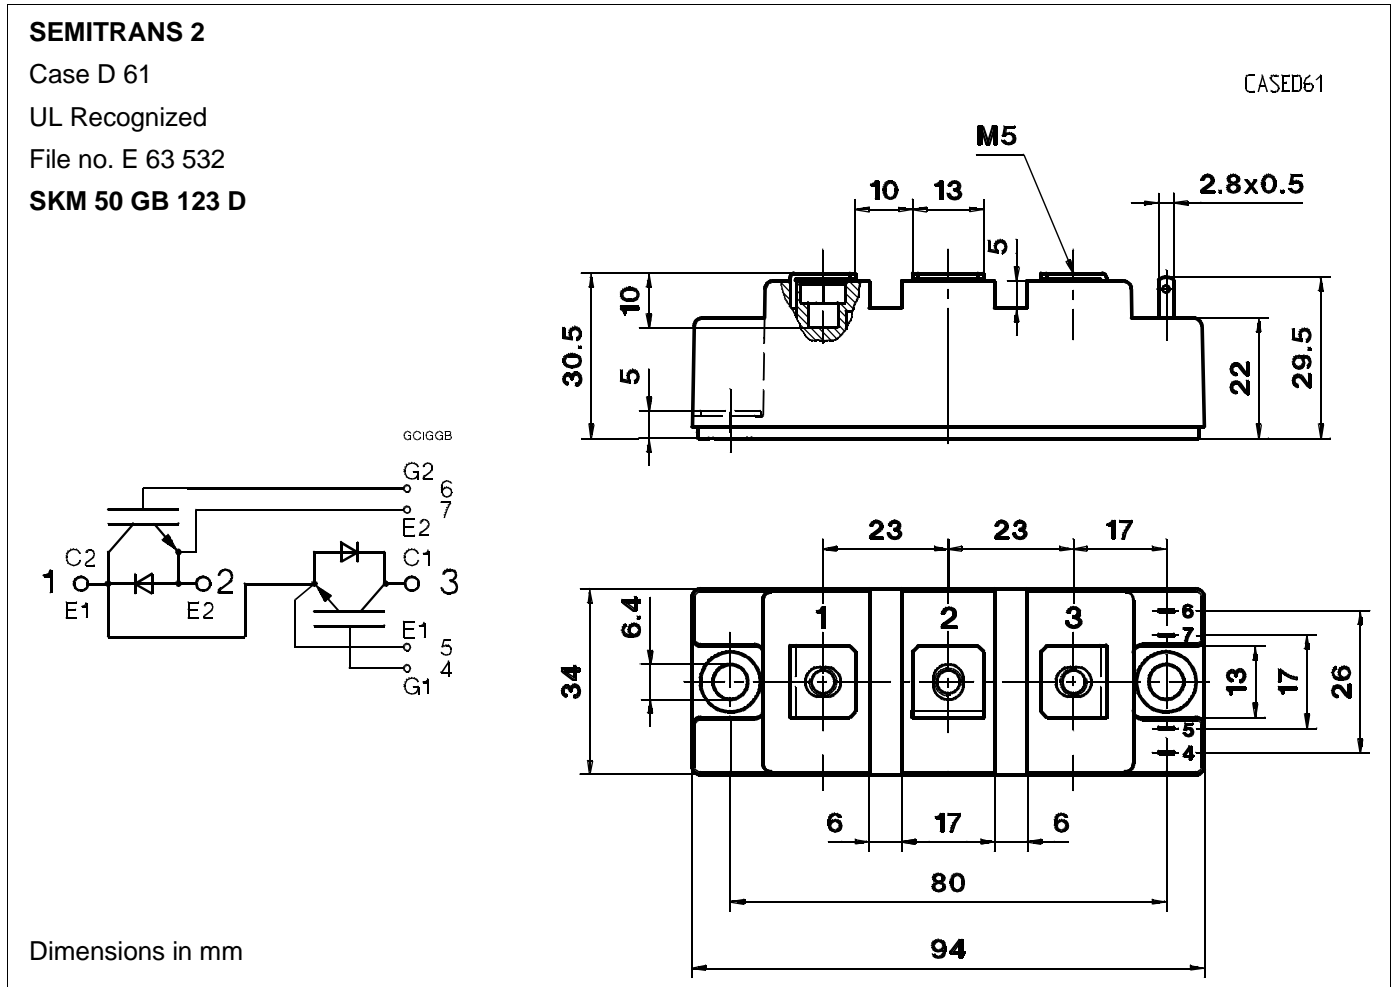 SEMITRANS 2
Case D 61
UL Recognized
File no. E 63 532
SKM 50 GB 123 D
CASED61
M5
10
13
2.8x0.5
5
10
30.5
5
22
29.5
GCIGGB
G2
6
7
E2
C2
C1
1
2
3
E1
E2
E1
5
4
G1
23
23
17
6.4
34
1
2
3
6
7
13
17
26
5
4
6
17
6
80
94
Dimensions in mm